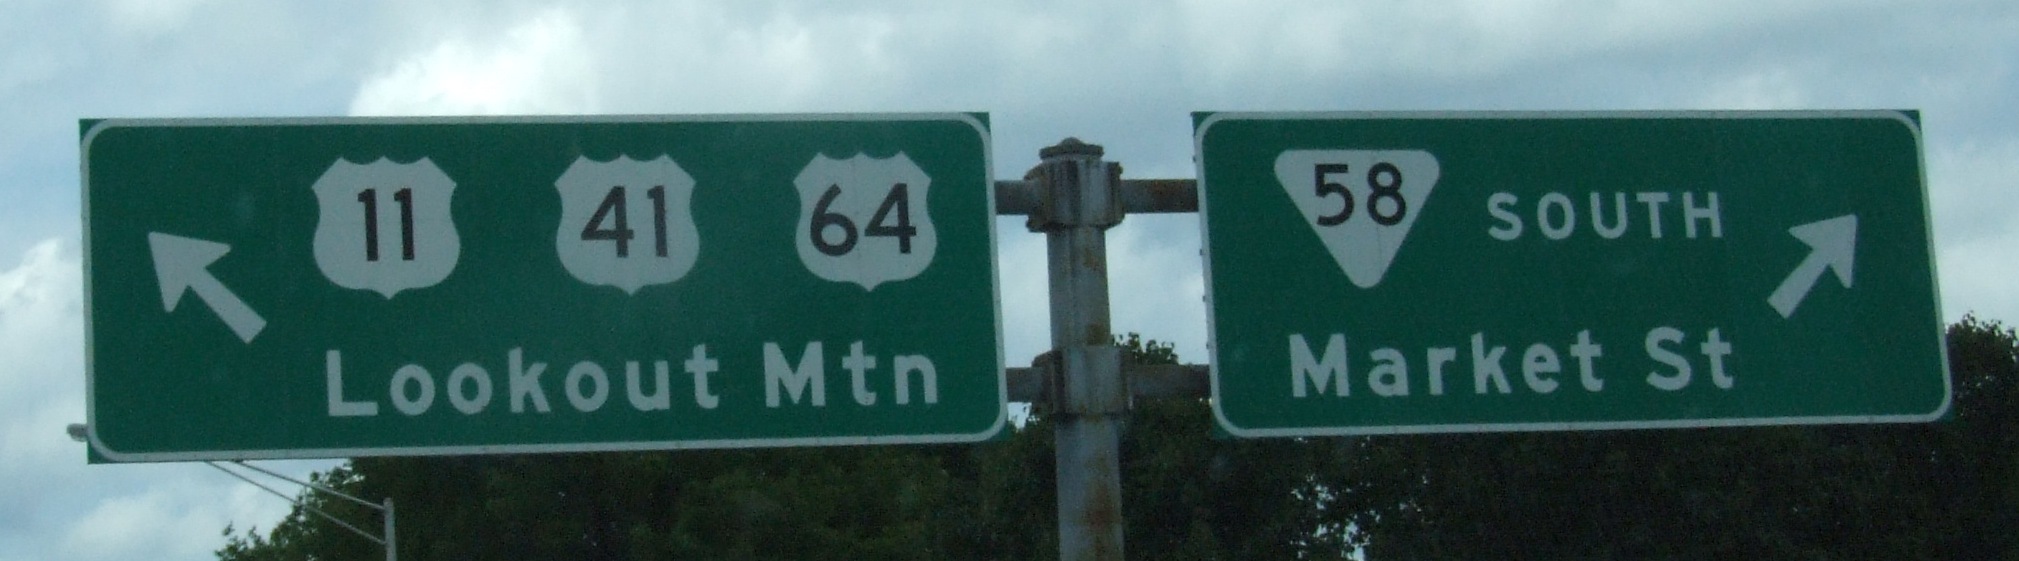 11 41 64
Lookout Mtn
58 SOUTH
Market St